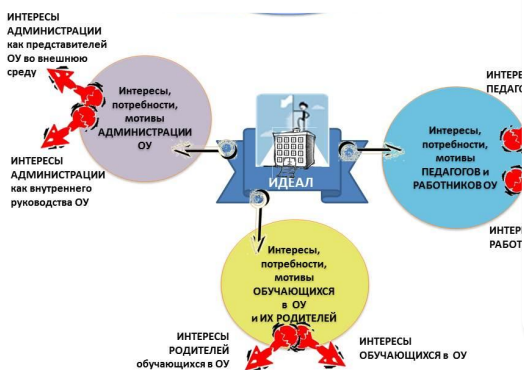 ИНТЕРЕСЫ
АДМИНИСТРАЦИИ
как представителей
ОУ во внешнюю
среду
Интересы,
потребности,
мотивы
АДМИНИСТРАЦИИ
ОУ
ИНТЕРЕСЫ
АДМИНИСТРАЦИИ
как внутреннего
руководства ОУ
ИДЕАЛ
Интересы,
потребности,
мотивы
ПЕДАГОГОВ и
РАБОТНИКОВ ОУ
Интересы,
потребности,
мотивы
ОБУЧАЮЩИХСЯ
в ОУ
и ИХ РОДИТЕЛЕЙ
ИНТЕРЕСЫ
РОДИТЕЛЕЙ
обучающихся в ОУ
ИНТЕРЕСЫ
ОБУЧАЮЩИХСЯ в ОУ